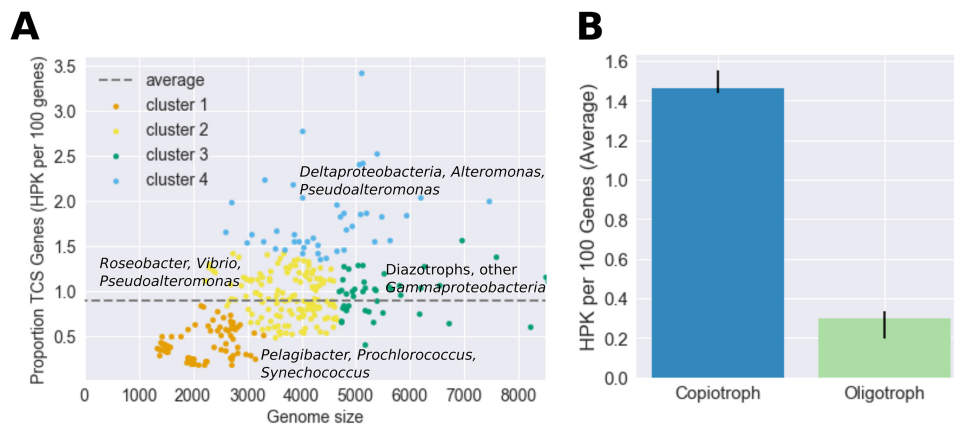 A
Proportion TCS Genes (HPK per 100 genes)
3.5
3.0
2.5
2.0
1.5
1.0
0.5
average
cluster 1
cluster 2
cluster 3
cluster 4
Deltaproteobacteria, Alteromonas,
Pseudoalteromonas
Roseobacter, Vibrio,
Pseudoalteromonas
Diazotrophs, other
Gammaproteobacteria
Pelagibacter, Prochlorococcus,
Synechococcus
0 1000 2000 3000 4000 5000 6000 7000 8000
Genome size
B
HPK per 100 Genes (Average)
1.6
1.4
1.2
1.0
0.8
0.6
0.4
0.2
0.0
Copiotroph Oligotroph